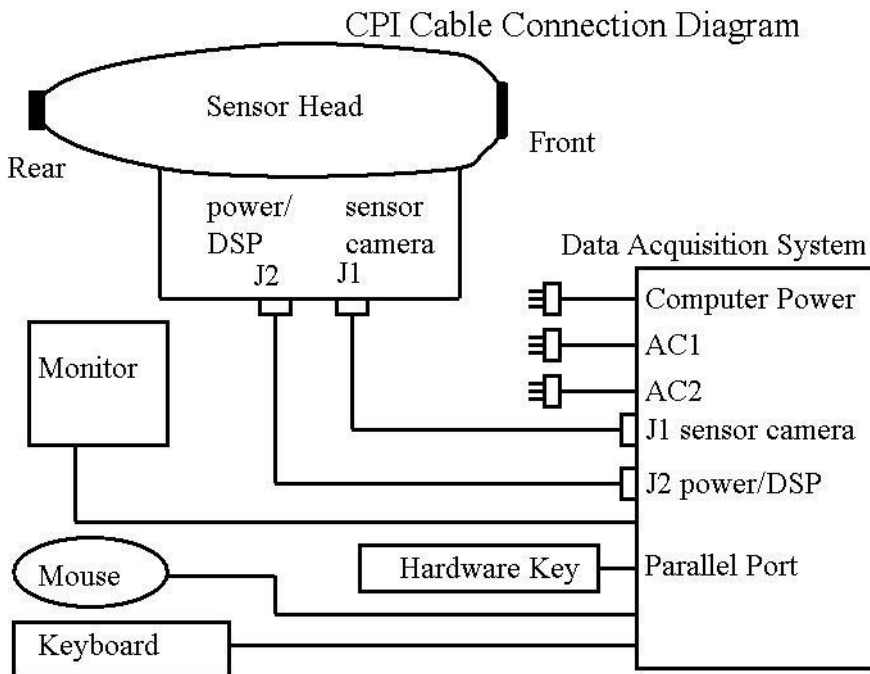 CPI Cable Connection Diagram
Sensor Head
Rear
Front
power/
DSP
J2
sensor
camera
J1
Data Acquisition System
Computer Power
AC1
AC2
J1 sensor camera
J2 power/DSP
Parallel Port
Monitor
Hardware Key
Mouse
Keyboard